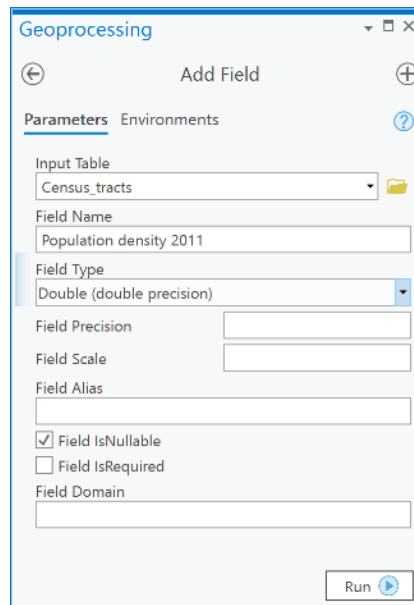 Geoprocessing
Add Field
Parameters Environments
Input Table
Census_tracts
Field Name
Population density 2011
Field Type
Double (double precision)
Field Precision
Field Scale
Field Alias
Field IsNullable
Field IsRequired
Field Domain
Run